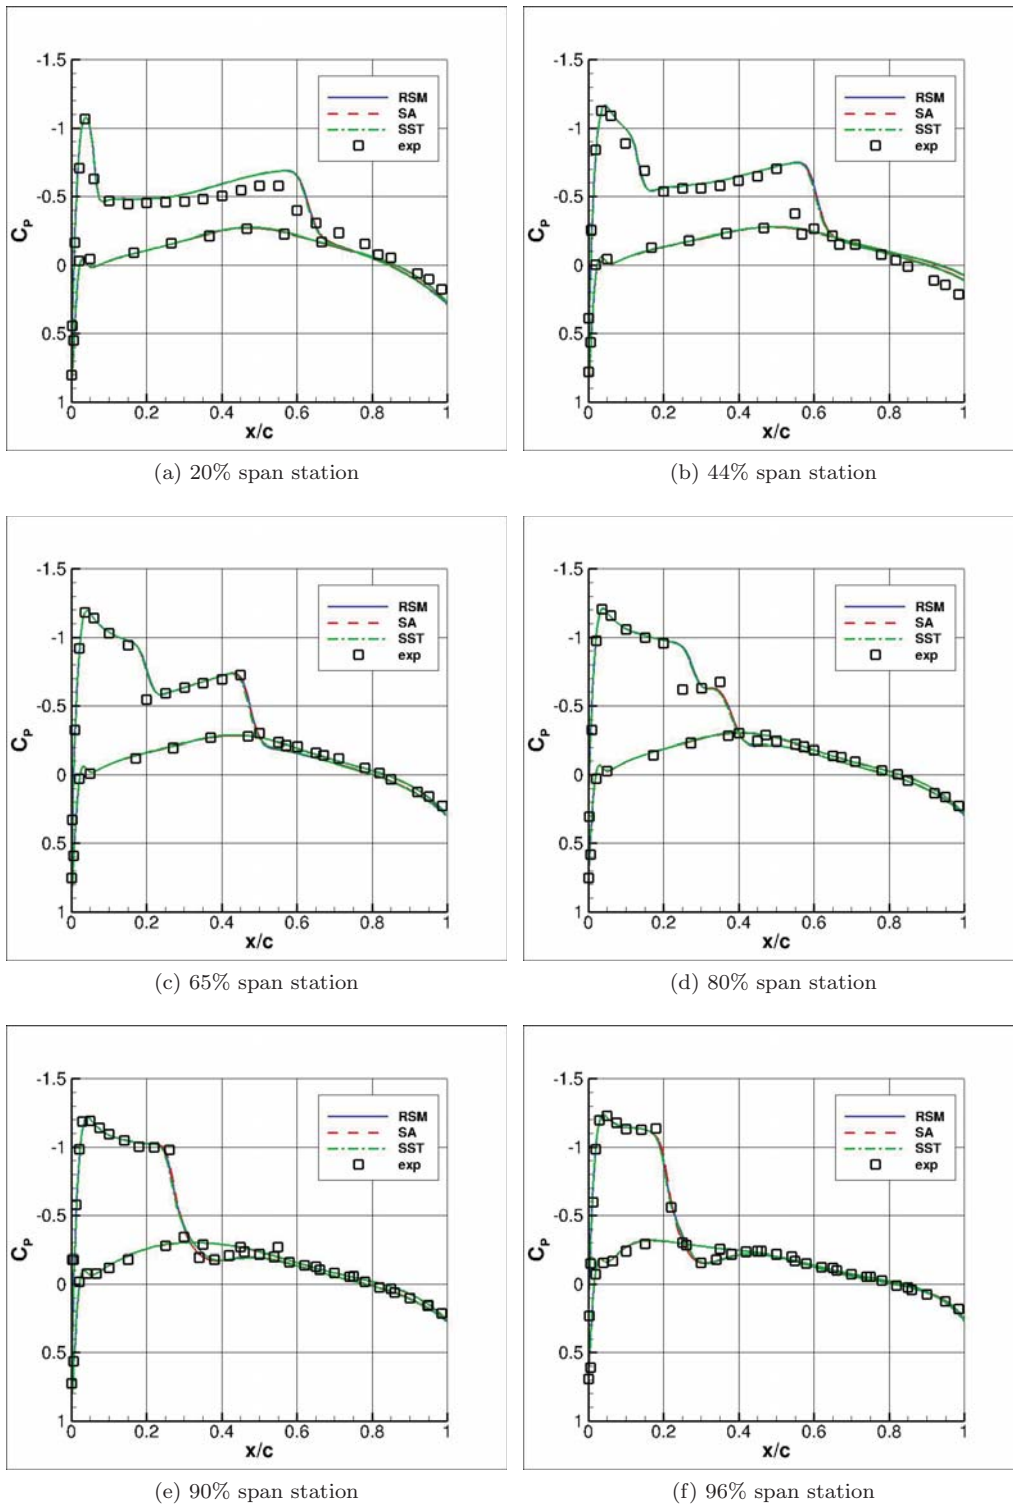 -1.5
-1
-0.5
0
0.5
1
C_P
0 0.2 0.4 0.6 0.8 1
x/c
RSM
SA
SST
exp
(a) 20% span station
-1.5
-1
-0.5
0
0.5
1
C_P
0 0.2 0.4 0.6 0.8 1
x/c
RSM
SA
SST
exp
(b) 44% span station
-1.5
-1
-0.5
0
0.5
1
C_P
0 0.2 0.4 0.6 0.8 1
x/c
RSM
SA
SST
exp
(c) 65% span station
-1.5
-1
-0.5
0
0.5
1
C_P
0 0.2 0.4 0.6 0.8 1
x/c
RSM
SA
SST
exp
(d) 80% span station
-1.5
-1
-0.5
0
0.5
1
C_P
0 0.2 0.4 0.6 0.8 1
x/c
RSM
SA
SST
exp
(e) 90% span station
-1.5
-1
-0.5
0
0.5
1
C_P
0 0.2 0.4 0.6 0.8 1
x/c
RSM
SA
SST
exp
(f) 96% span station